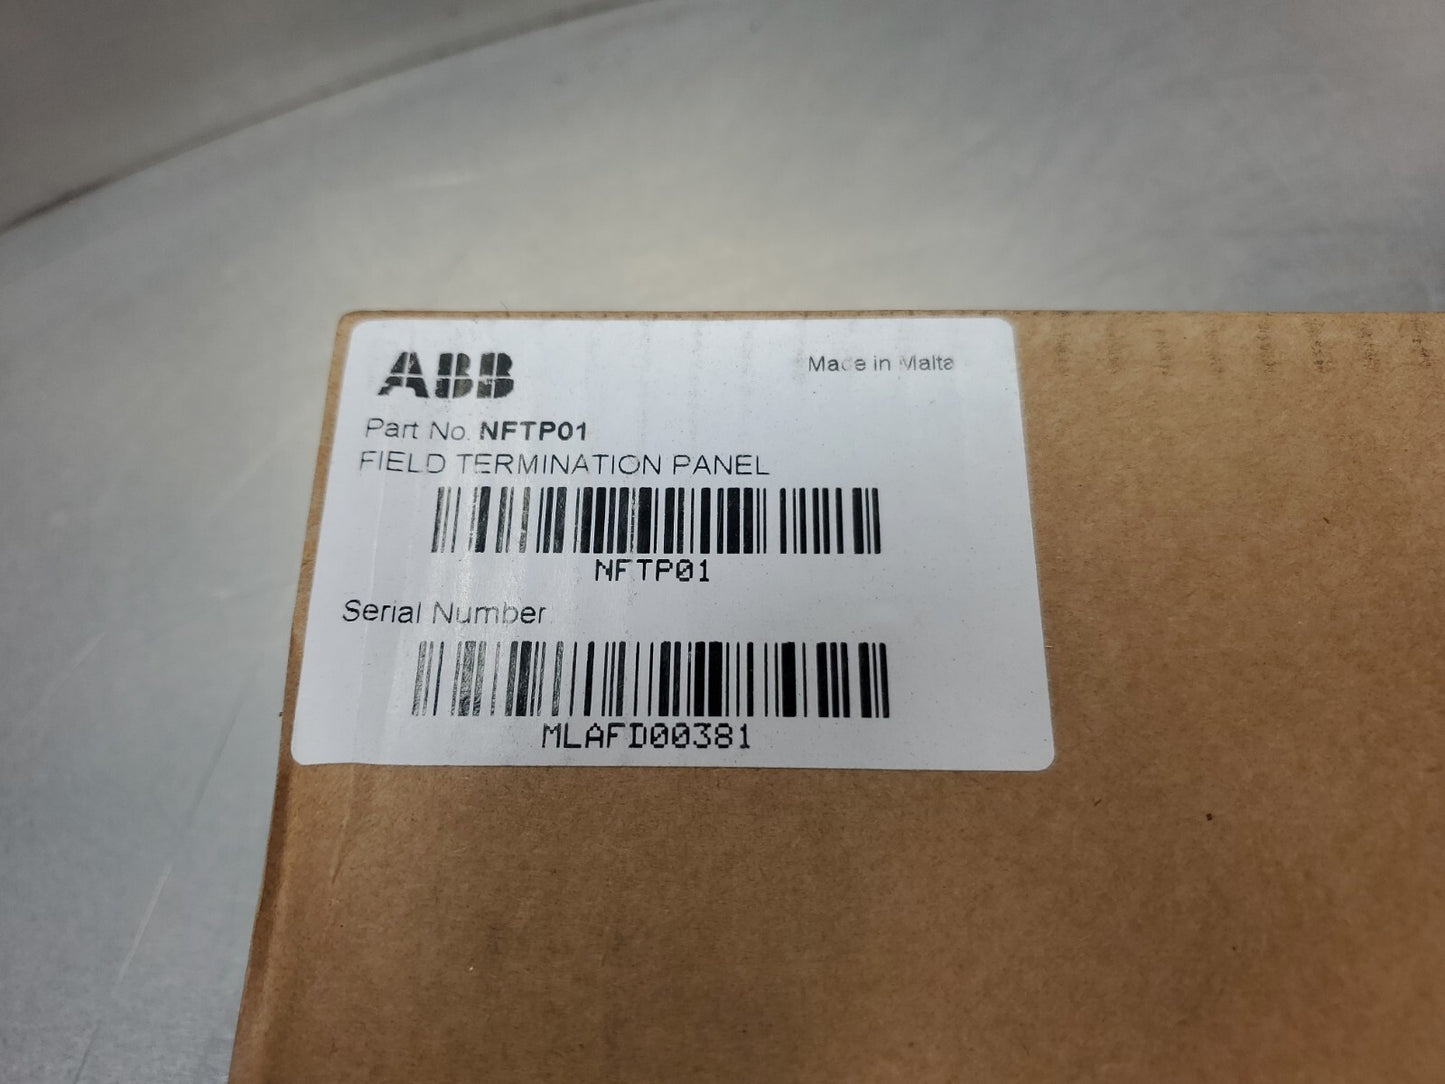 ABB
Made in Malta
Part No. NFTP01
FIELD TERMINATION PANEL
NFTP01
Serial Number
MLAFD00381